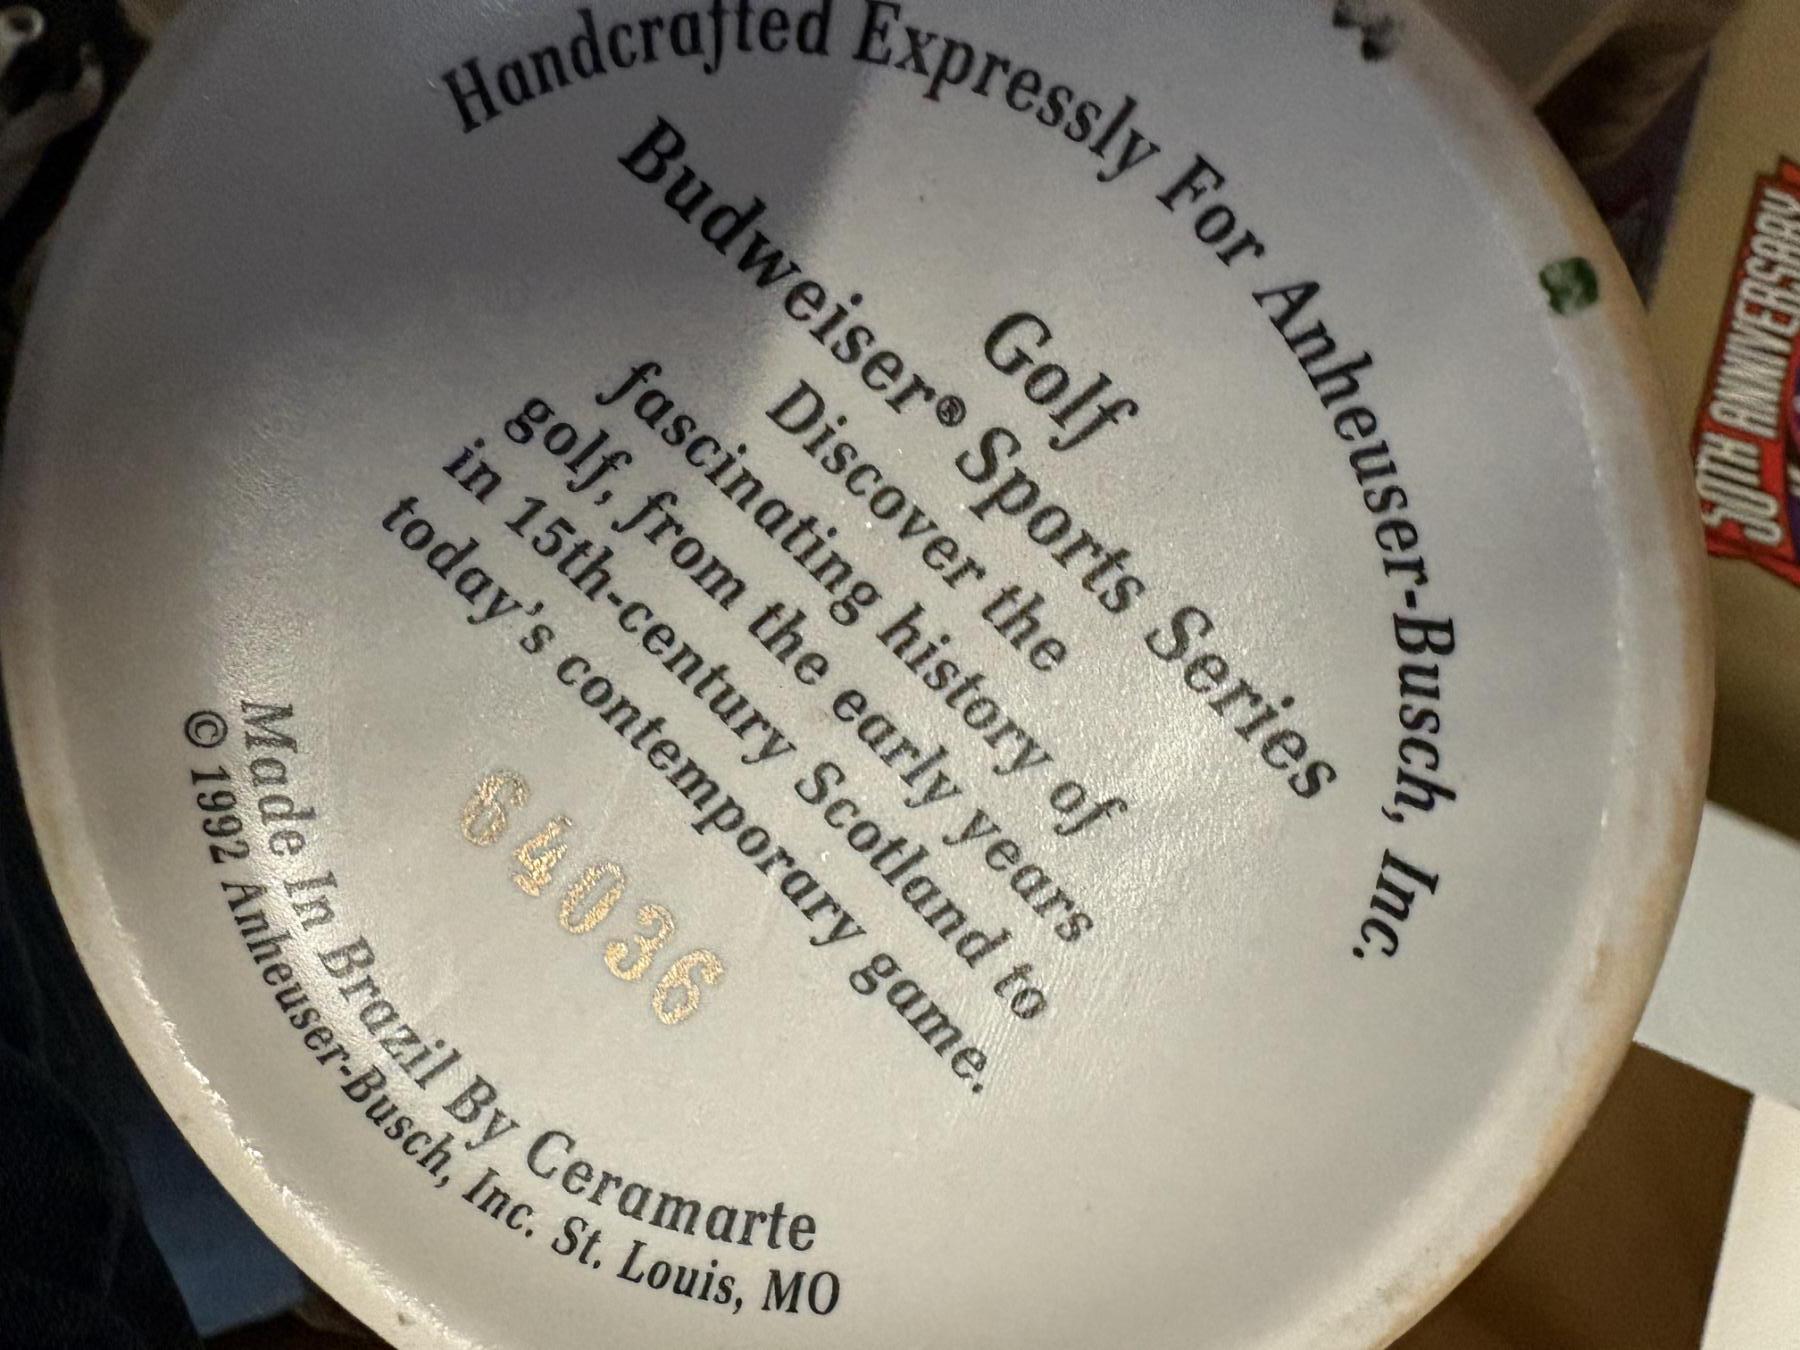 Handcrafted Expressly For Anheuser-Busch, Inc.
Golf
Budweiser® Sports Series
Discover the
fascinating history of
golf, from the early years
in 15th-century Scotland to
today's contemporary game.
64036
Made In Brazil By Ceramarte
© 1992 Anheuser-Busch, Inc. St. Louis, MO
50TH ANNIVERSARY